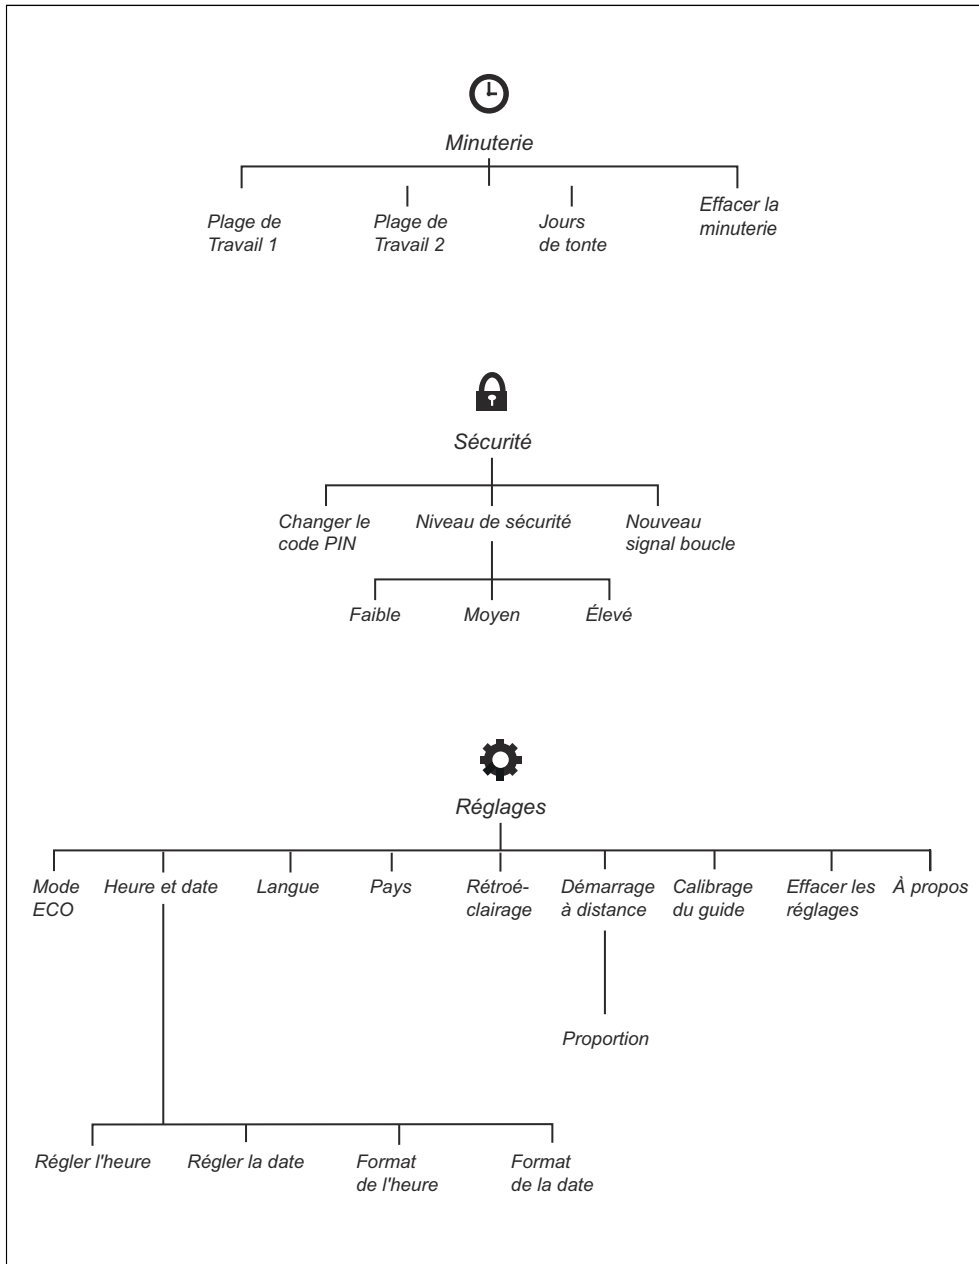 Minuterie
Plage de
Travail 1
Plage de
Travail 2
Jours
de tonte
Effacer la
minuterie
Sécurité
Changer le
code PIN
Niveau de sécurité
Nouveau
signal boucle
Faible
Moyen
Élevé
Réglages
Mode
ECO
Heure et date
Langue
Pays
Rétroé-
clairage
Démarrage
à distance
Calibrage
du guide
Effacer les
réglages
À propos
Proportion
Régler l'heure
Régler la date
Format
de l'heure
Format
de la date